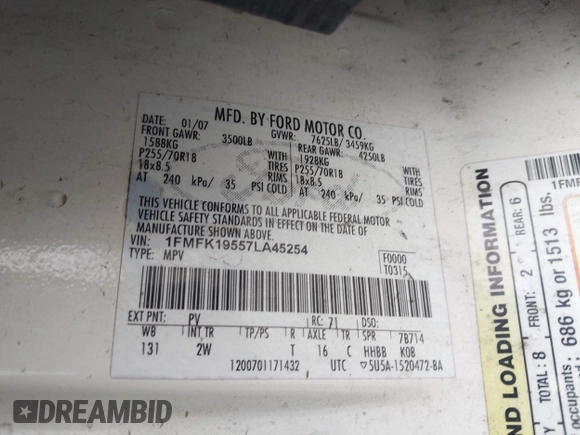 MFD. BY FORD MOTOR CO.
DATE: 01/07 GVWR: 7625LB/ 3459KG
FRONT GAWR: 3500LB REAR GAWR: 4250LB
1588KG WITH 1928KG WITH
P255/70R18 TIRES P255/70R18 TIRES
18x8.5 RIMS 18x8.5 RIMS
AT 240 kPa/ 35 PSI COLD AT 240 kPa/ 35 PSI COLD
THIS VEHICLE CONFORMS TO ALL APPLICABLE FEDERAL MOTOR
VEHICLE SAFETY STANDARDS IN EFFECT ON THE DATE OF
MANUFACTURE SHOWN ABOVE.
VIN: 1FMFK19557LA45254
TYPE: MPV
F0000
T0315
EXT PNT: PV RC: 71 DSO:
WB INT TR TP/PS R AXLE TR SPR 7B714
131 2W T 16 C HHBB K0B
1200701171432 UTC 5U5A-1520472-BA
ND LOADING INFORMATION
TOTAL: 8 FRONT: 2 REAR: 6
occupants 686 kg or 1513 lbs.
1FMF
DREAMBID